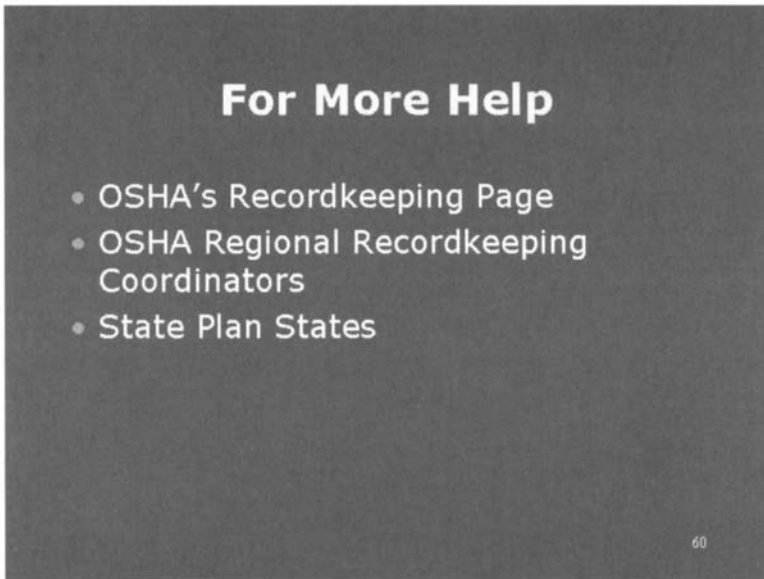 For More Help
• OSHA's Recordkeeping Page
• OSHA Regional Recordkeeping
Coordinators
• State Plan States
60